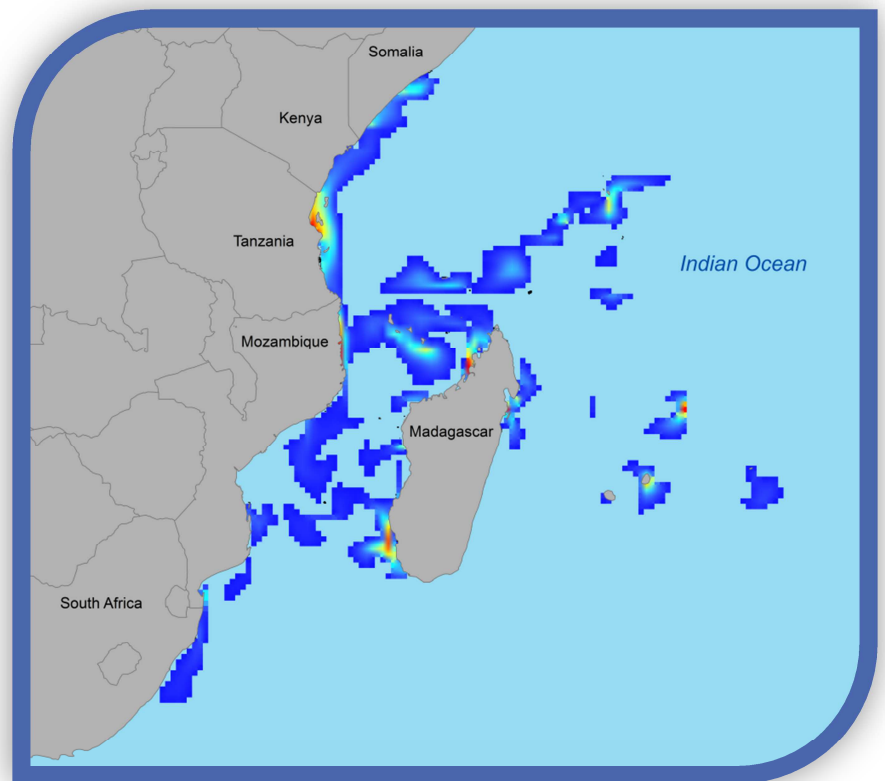 Somalia
Kenya
Tanzania
Indian Ocean
Mozambique
Madagascar
South Africa